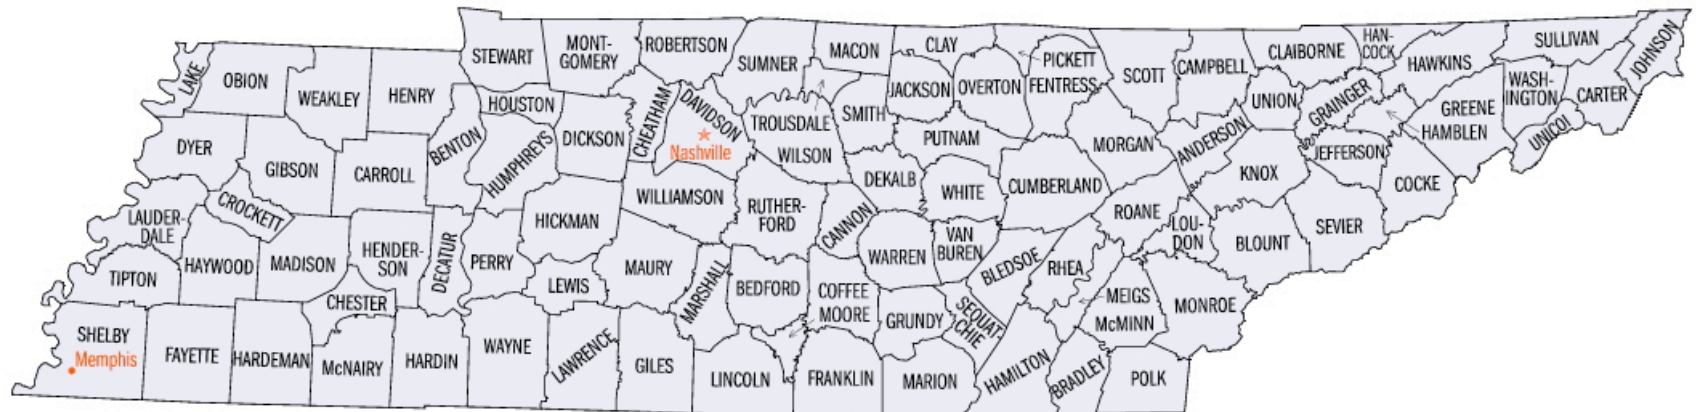 LAKE
OBION
WEAKLEY
HENRY
STEWART
MONT-
GOMERY
ROBERTSON
SUMNER
MACON
CLAY
PICKETT
FENTRESS
SCOTT
CAMPBELL
CLAIBORNE
HAN-
COCK
HAWKINS
SULLIVAN
JOHNSON
HOUSTON
CHEATHAM
DAVIDSON
Nashville
TROUSDALE
SMITH
JACKSON
OVERTON
UNION
GRAINGER
GREENE
HAMBLEN
WASH-
INGTON
CARTER
UNICOI
DYER
GIBSON
CARROLL
BENTON
HUMPHREYS
DICKSON
WILSON
PUTNAM
MORGAN
ANDERSON
JEFFERSON
COCKE
CROCKETT
LAUDER-
DALE
HICKMAN
WILLIAMSON
RUTHER-
FORD
CANNON
DEKALB
WHITE
CUMBERLAND
ROANE
KNOX
LOU-
DON
BLOUNT
SEVIER
TIPTON
HAYWOOD
MADISON
HENDER-
SON
DECATUR
PERRY
LEWIS
MAURY
MARSHALL
BEDFORD
COFFEE
MOORE
WARREN
VAN
BUREN
BLEDSOE
RHEA
MEIGS
McMINN
MONROE
SHELBY
Memphis
FAYETTE
HARDEMAN
CHESTER
McNAIRY
HARDIN
WAYNE
LAWRENCE
GILES
LINCOLN
FRANKLIN
GRUNDY
SEQUAT
CHIE
MARION
HAMILTON
BRADLEY
POLK